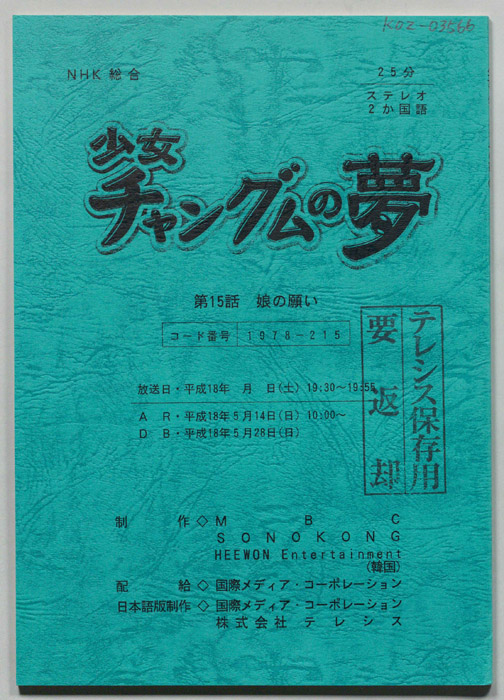 Koz-03566
NHK 総合
25分
ステレオ
2か国語
少女
チャングムの夢
第15話 娘の願い
コード番号 1978-215
放送日・平成18年 月 日(土) 19:30~19:55
A R・平成18年5月14日(日) 10:00~
D B・平成18年5月28日(日)
テレシス保存用
要返却
制 作◇M B C
SONOKONG
HEEWON Entertainment
(韓国)
配 給◇国際メディア・コーポレーション
日本語版制作◇国際メディア・コーポレーション
株式会社テレシス